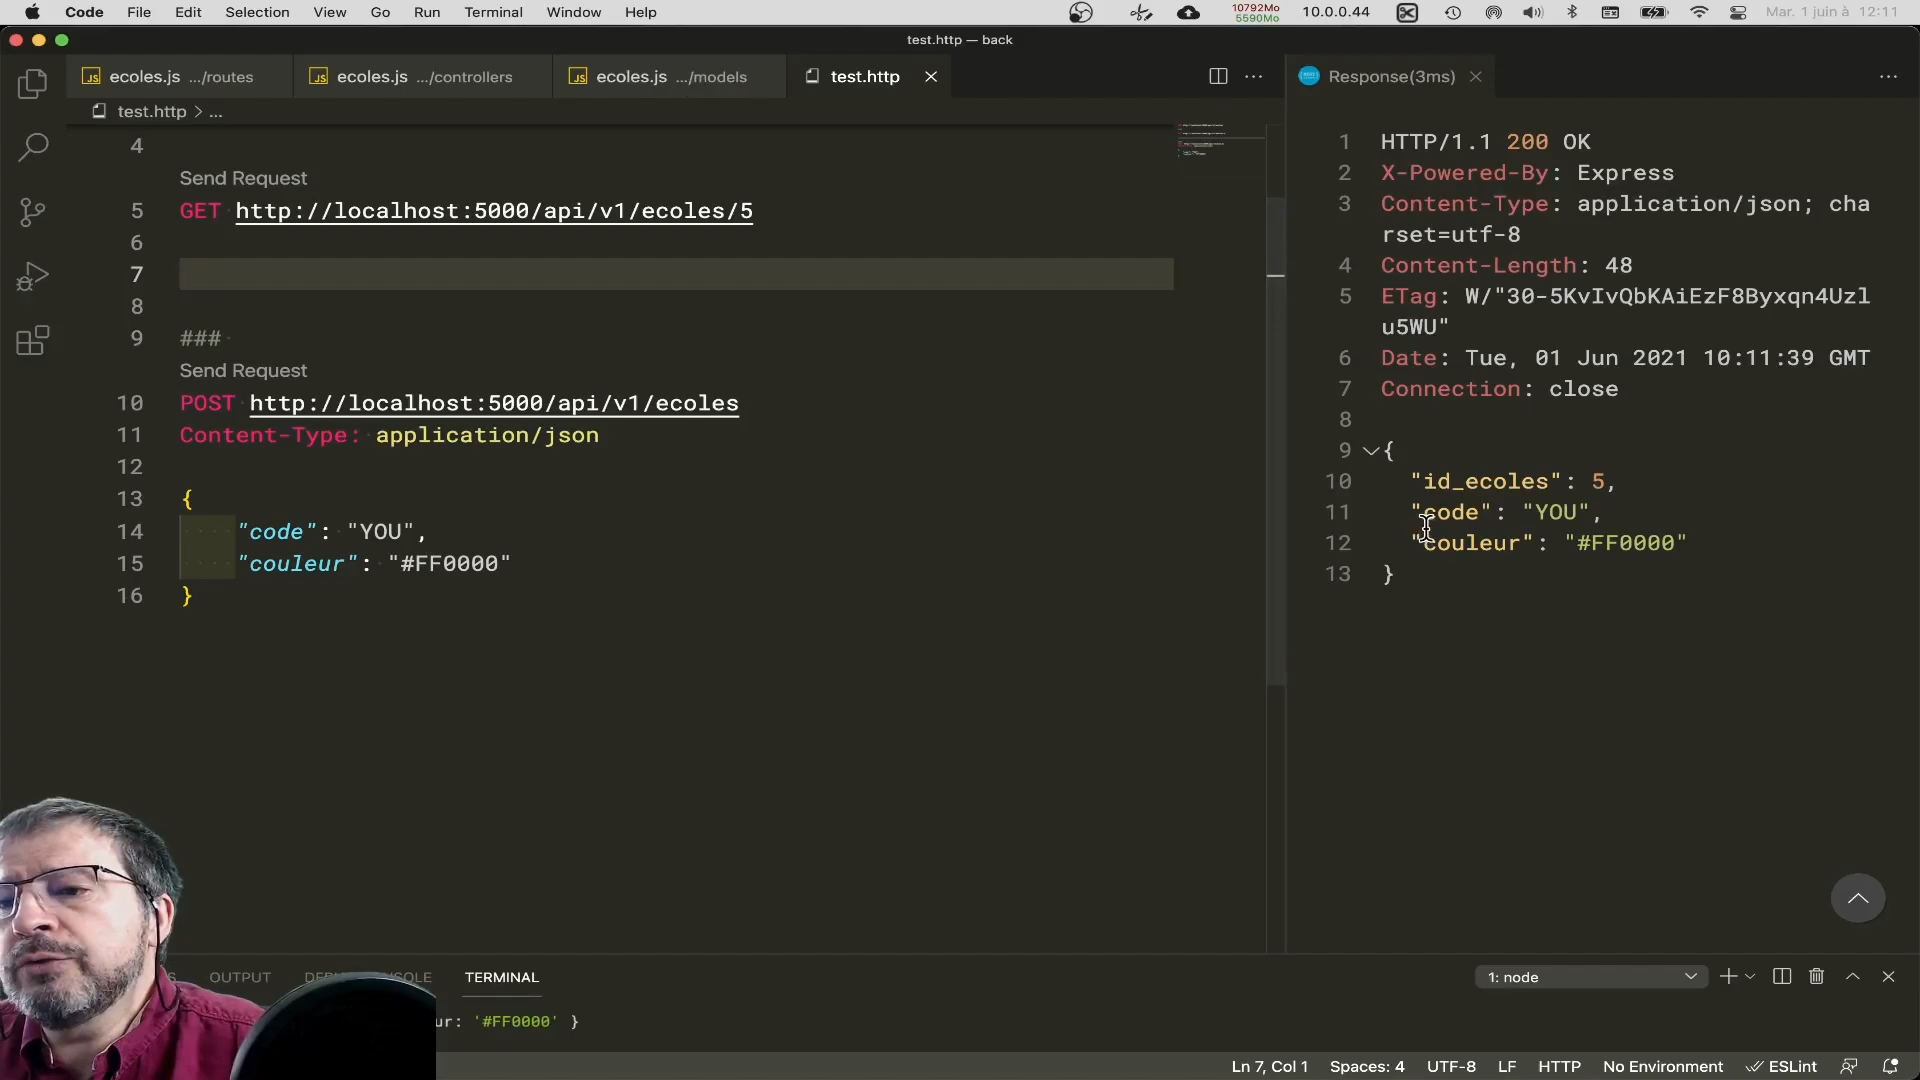 Code File Edit Selection View Go Run Terminal Window Help 10792Mo 5590Mo 10.0.0.44 Mar. 1 juin à 12:11
test.http — back
JS ecoles.js .../routes JS ecoles.js .../controllers JS ecoles.js .../models test.http Response(3ms)
test.http > ...
4
Send Request
5 GET http://localhost:5000/api/v1/ecoles/5
6
7
8
9 ###
Send Request
10 POST http://localhost:5000/api/v1/ecoles
11 Content-Type: application/json
12
13 {
14 "code": "YOU",
15 "couleur": "#FF0000"
16 }
1 HTTP/1.1 200 OK
2 X-Powered-By: Express
3 Content-Type: application/json; cha
rset=utf-8
4 Content-Length: 48
5 ETag: W/"30-5KvIvQbKAiEzF8Byxqn4Uzl
u5WU"
6 Date: Tue, 01 Jun 2021 10:11:39 GMT
7 Connection: close
8
9 {
10 "id_ecoles": 5,
11 "code": "YOU",
12 "couleur": "#FF0000"
13 }
OUTPUT TERMINAL 1: node
ur: '#FF0000' }
Ln 7, Col 1 Spaces: 4 UTF-8 LF HTTP No Environment ESLint